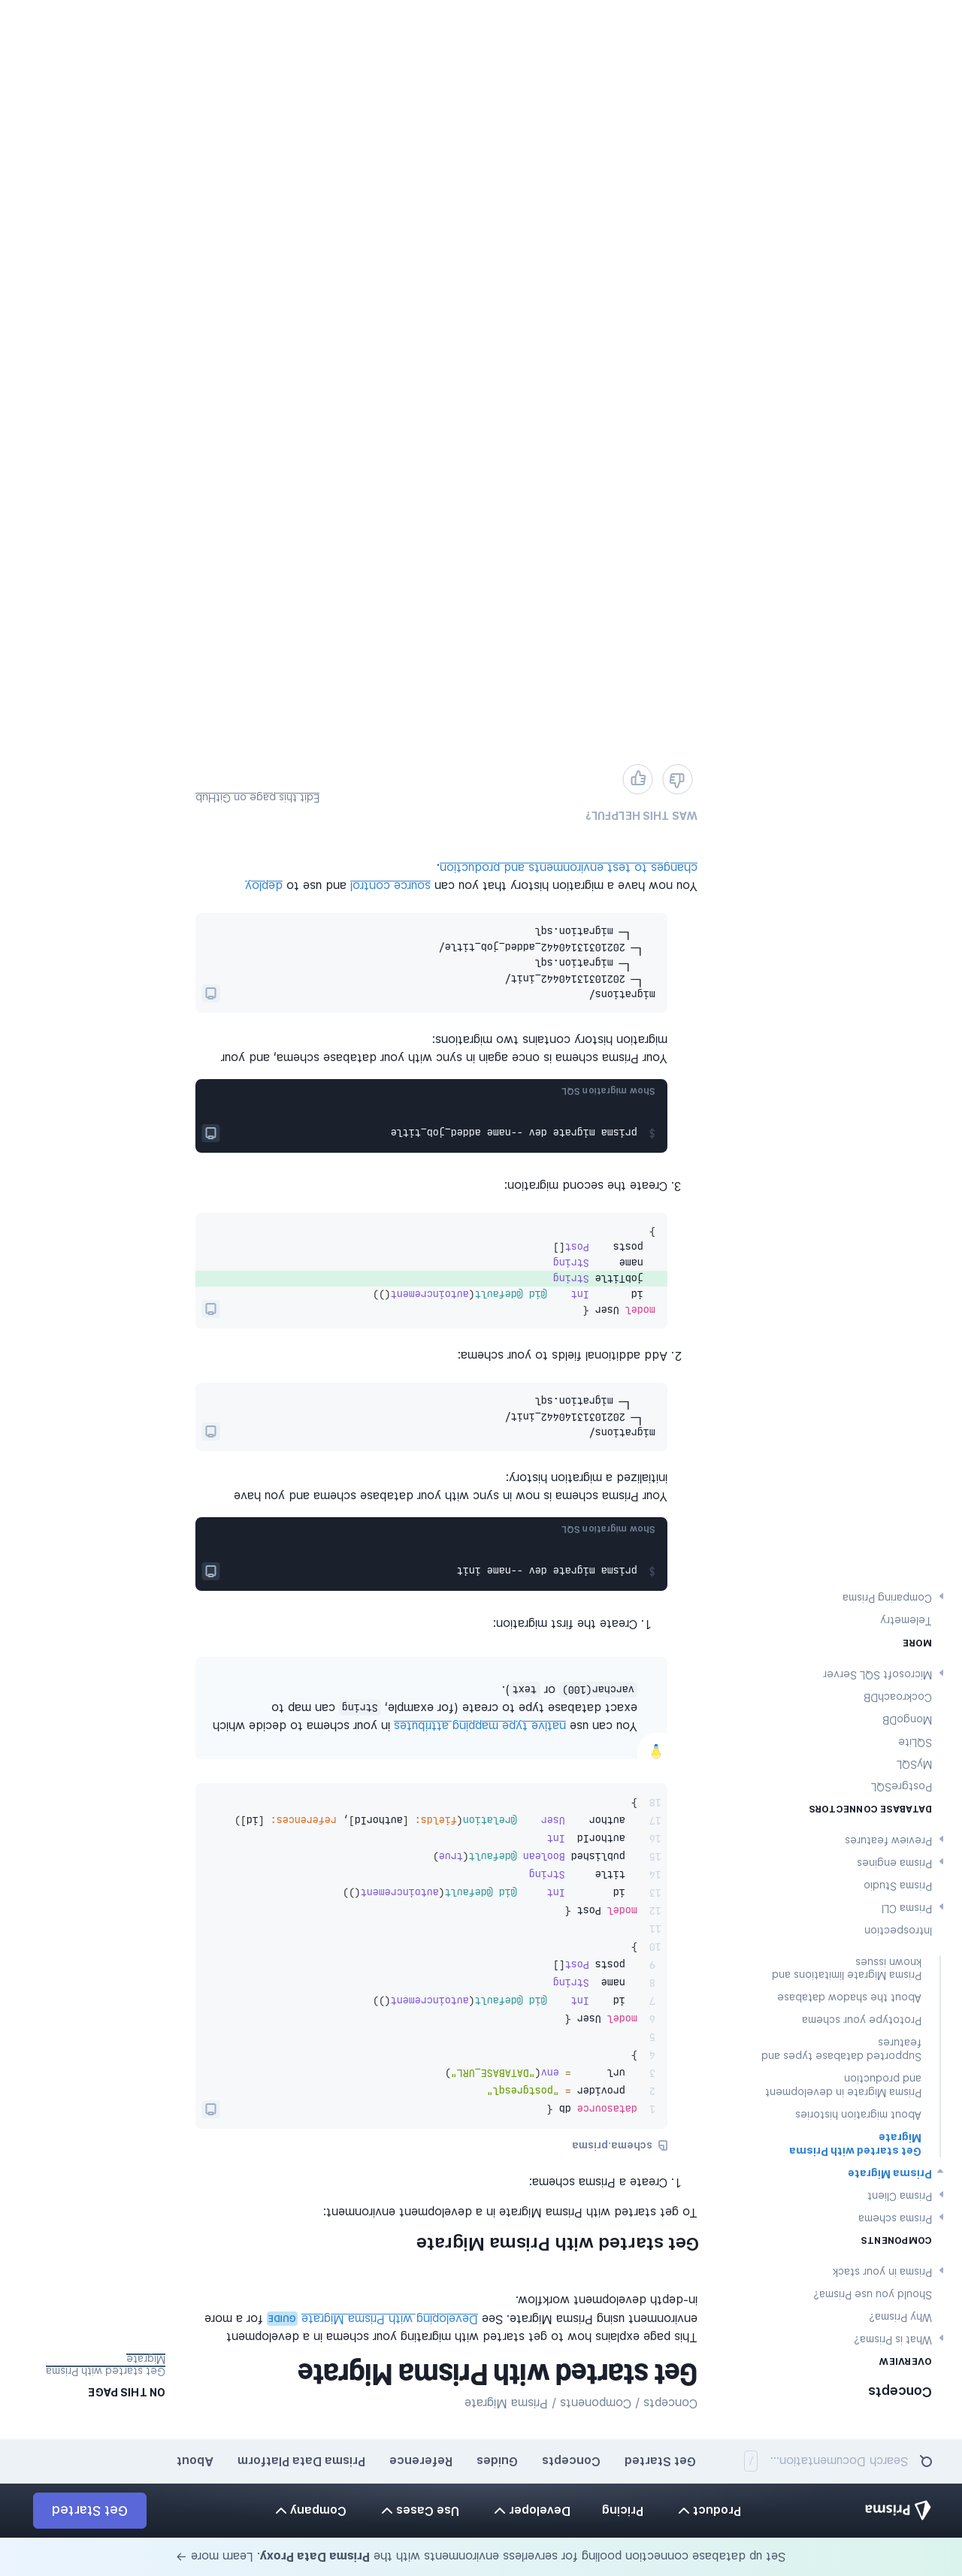 Set up database connection pooling for serverless environments with the Prisma Data Proxy. Learn more →
Prisma
Product
Pricing
Developer
Use Cases
Company
Get Started
Search Documentation...
/
Get Started
Concepts
Guides
Reference
Prisma Data Platform
About
Concepts
OVERVIEW
What is Prisma?
Why Prisma?
Should you use Prisma?
Prisma in your stack
COMPONENTS
Prisma schema
Prisma Client
Prisma Migrate
Get started with Prisma
Migrate
About migration histories
Prisma Migrate in development
and production
Supported database types and
features
Prototype your schema
About the shadow database
Prisma Migrate limitations and
known issues
Introspection
Prisma CLI
Prisma Studio
Prisma engines
Preview features
DATABASE CONNECTORS
PostgreSQL
MySQL
SQLite
MongoDB
CockroachDB
Microsoft SQL Server
MORE
Telemetry
Comparing Prisma
Concepts / Components / Prisma Migrate
Get started with Prisma Migrate
This page explains how to get started with migrating your schema in a development
environment using Prisma Migrate. See Developing with Prisma Migrate GUIDE for a more
in-depth development workflow.
Get started with Prisma Migrate
To get started with Prisma Migrate in a development environment:
1. Create a Prisma schema:
schema.prisma
1 datasource db {
2   provider = "postgresql"
3   url      = env("DATABASE_URL")
4 }
5
6 model User {
7   id    Int    @id @default(autoincrement())
8   name  String
9   posts Post[]
10 }
11
12 model Post {
13   id        Int     @id @default(autoincrement())
14   title     String
15   published Boolean @default(true)
16   authorId  Int
17   author    User    @relation(fields: [authorId], references: [id])
18 }
You can use native type mapping attributes in your schema to decide which
exact database type to create (for example, String can map to
varchar(100) or text).
1. Create the first migration:
$ prisma migrate dev --name init
Show migration SQL
Your Prisma schema is now in sync with your database schema and you have
initialized a migration history:
migrations/
└─ 20210313140442_init/
└─ migration.sql
2. Add additional fields to your schema:
model User {
id       Int    @id @default(autoincrement())
jobTitle String
name     String
posts    Post[]
}
3. Create the second migration:
$ prisma migrate dev --name added_job_title
Show migration SQL
Your Prisma schema is once again in sync with your database schema, and your
migration history contains two migrations:
migrations/
└─ 20210313140442_init/
└─ migration.sql
└─ 20210313140442_added_job_title/
└─ migration.sql
You now have a migration history that you can source control and use to deploy
changes to test environments and production.
WAS THIS HELPFUL?
Edit this page on GitHub
ON THIS PAGE
Get started with Prisma
Migrate